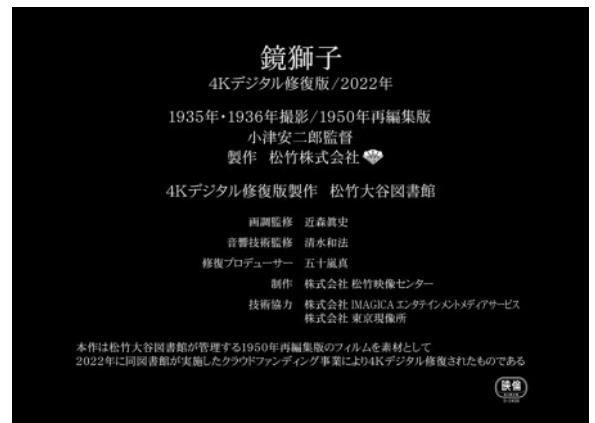 鏡獅子
4Kデジタル修復版/2022年
1935年・1936年撮影/1950年再編集版
小津安二郎監督
製作 松竹株式会社
4Kデジタル修復版製作 松竹大谷図書館
画調監修 近森眞史
音響技術監修 清水和法
修復プロデューサー 五十嵐真
制作 株式会社 松竹映像センター
技術協力 株式会社 IMAGICA エンタテインメントメディアサービス
株式会社 東京現像所
本作は松竹大谷図書館が管理する1950年再編集版のフィルムを素材として
2022年に同図書館が実施したクラウドファンディング事業により4Kデジタル修復されたものである
映倫